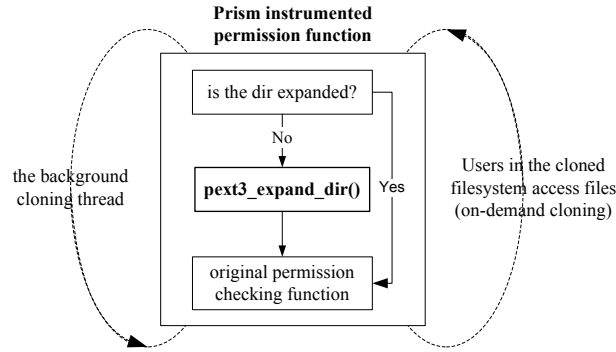 Prism instrumented
permission function
is the dir expanded?
No
the background
cloning thread
pext3_expand_dir()
Yes
Users in the cloned
filesystem access files
(on-demand cloning)
original permission
checking function